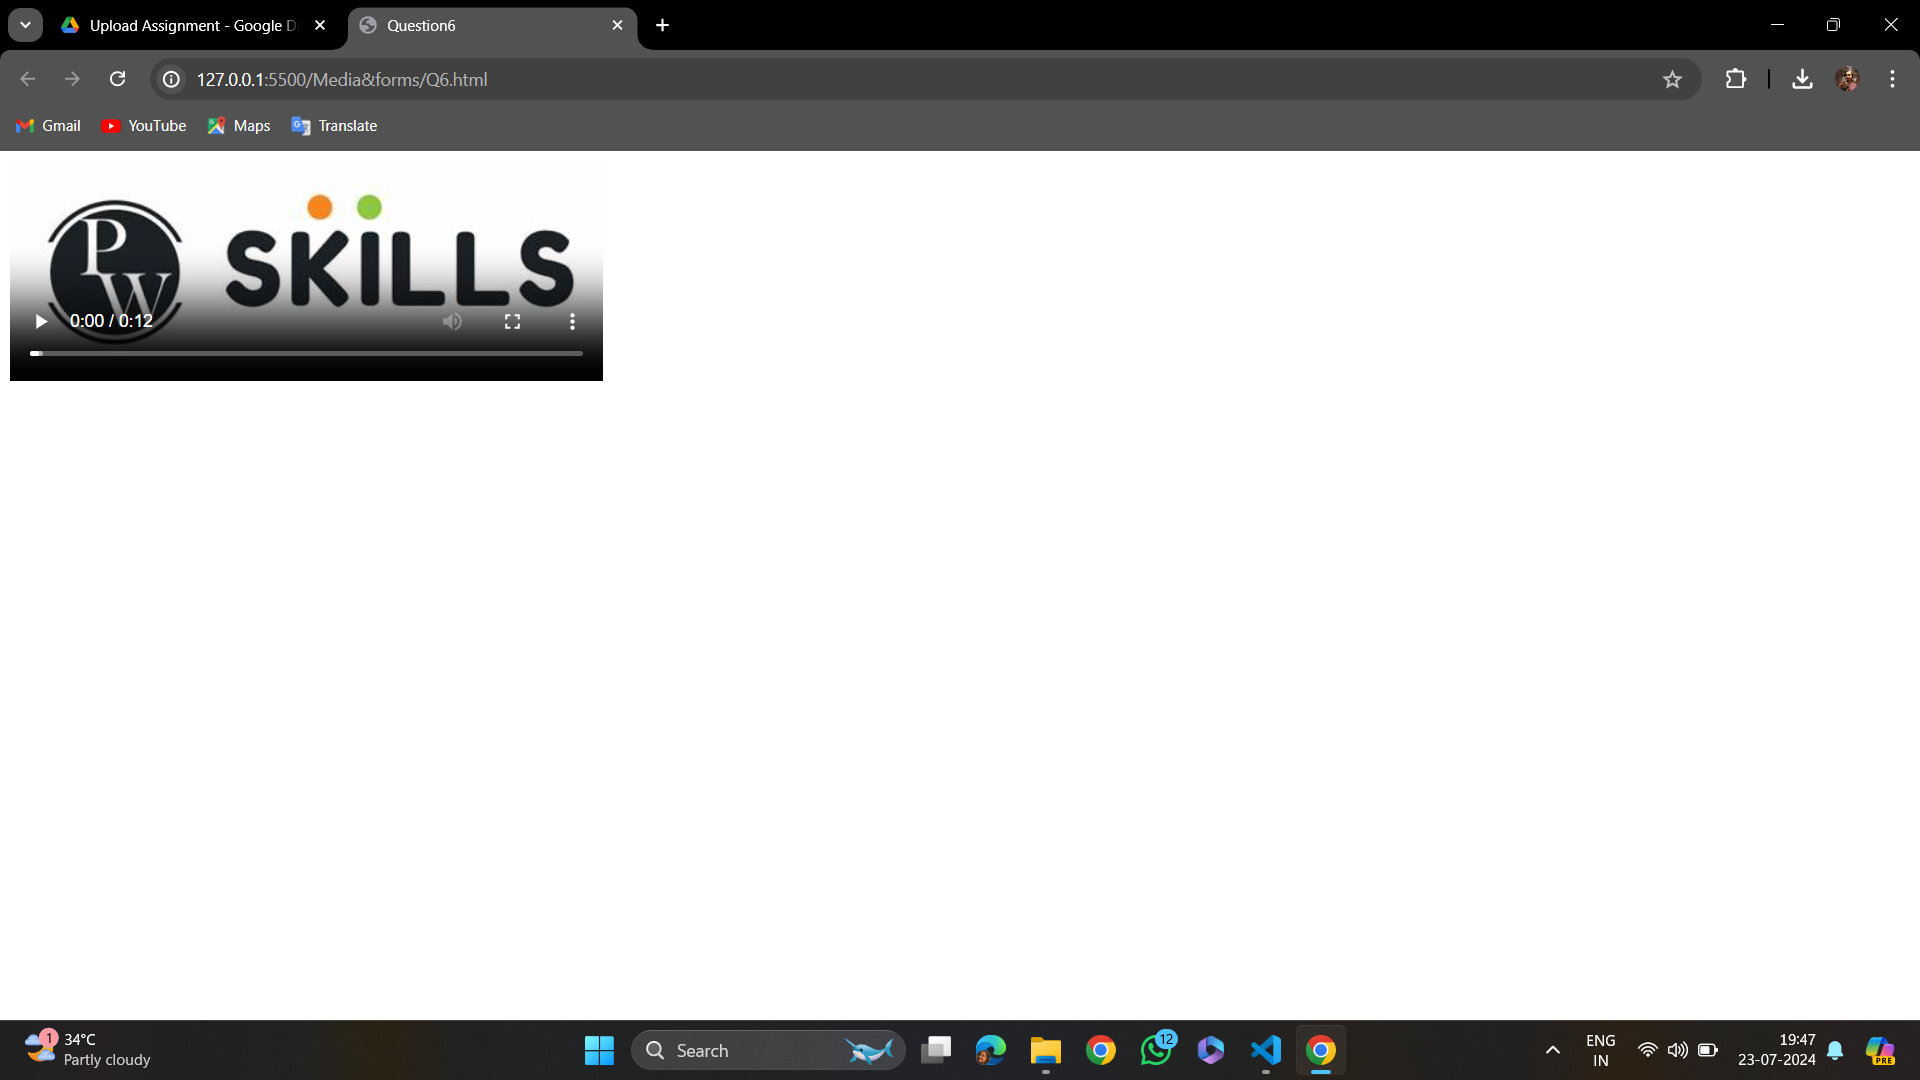 Upload Assignment - Google D
Question6
127.0.0.1:5500/Media&forms/Q6.html
Gmail
YouTube
Maps
Translate
PW
SKILLS
0:00 / 0:12
1
34°C
Partly cloudy
Search
12
ENG
IN
19:47
23-07-2024
PRE